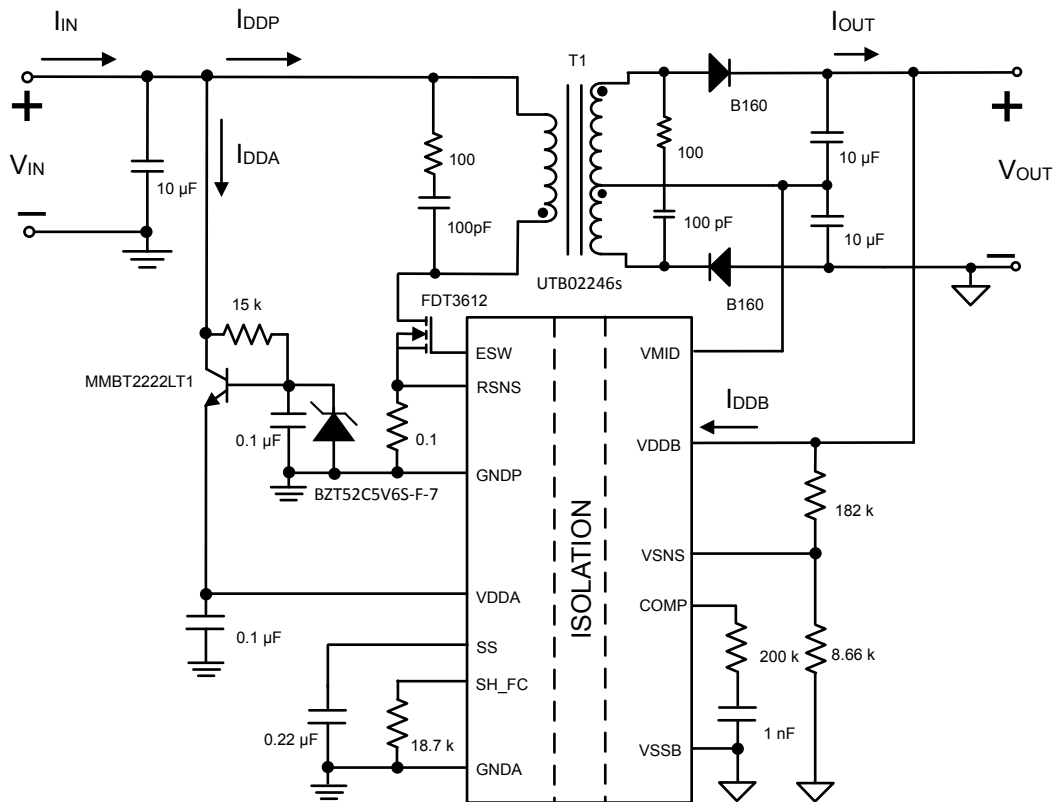 IIN
IDDP
IOUT
T1
+
B160
+
IDDA
100
100
10 µF
VIN
10 µF
VOUT
−
100pF
100 pF
10 µF
−
UTB02246s
B160
FDT3612
15 k
ESW
VMID
MMBT2222LT1
RSNS
IDDB
0.1 µF
0.1
VDDB
BZT52C5V6S-F-7
GNDP
182 k
ISOLATION
VSNS
VDDA
COMP
0.1 µF
SS
200 k
8.66 k
SH_FC
0.22 µF
18.7 k
1 nF
VSSB
GNDA